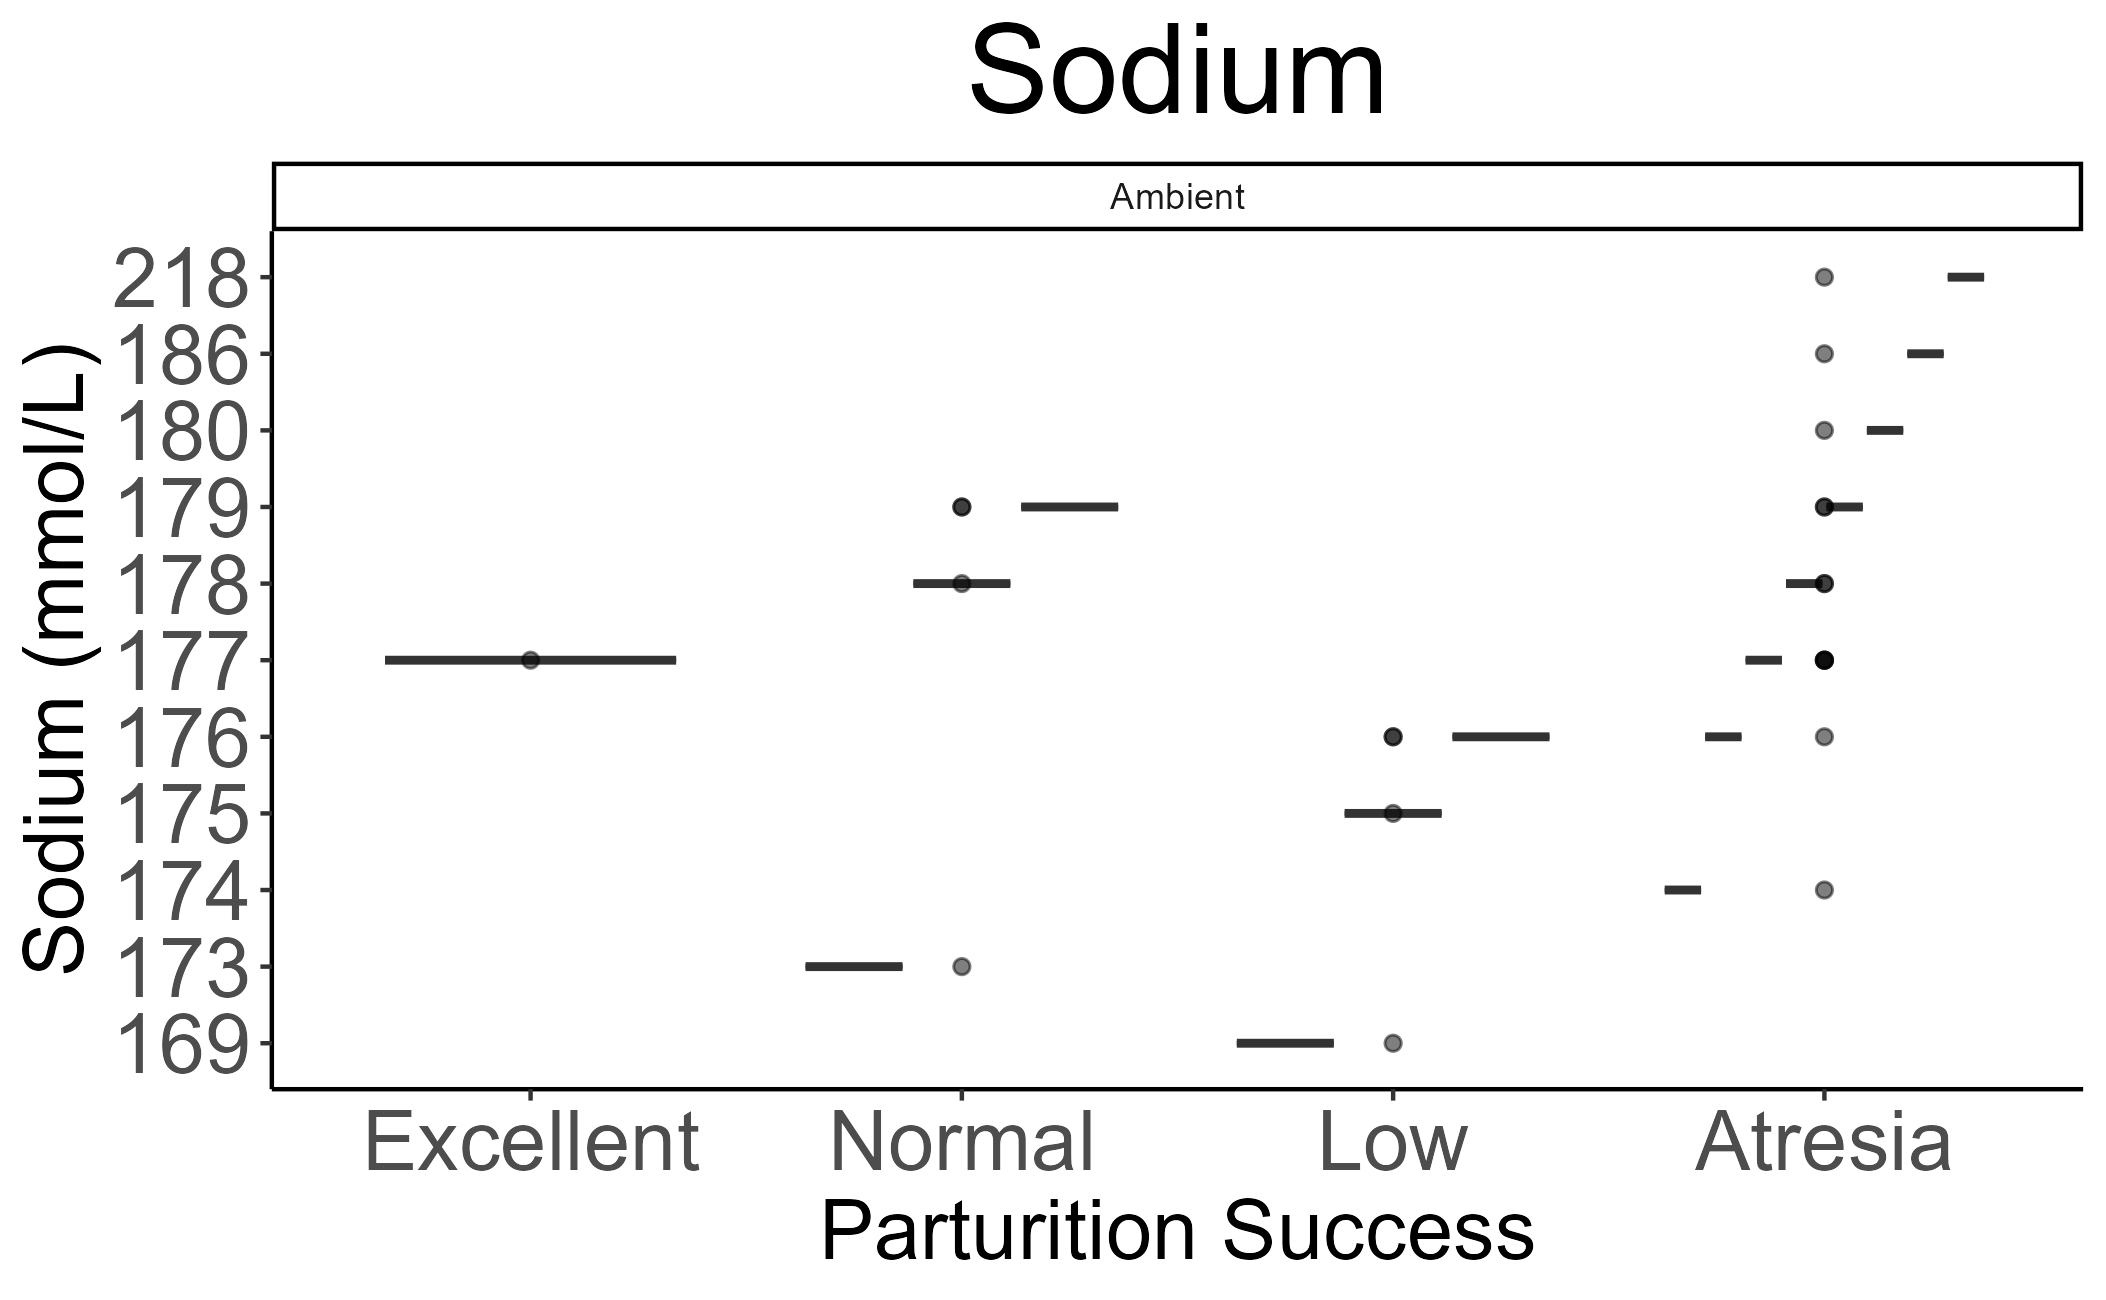 Sodium
Ambient
Sodium (mmol/L)
218
186
180
179
178
177
176
175
174
173
169
Excellent Normal Low Atresia
Parturition Success